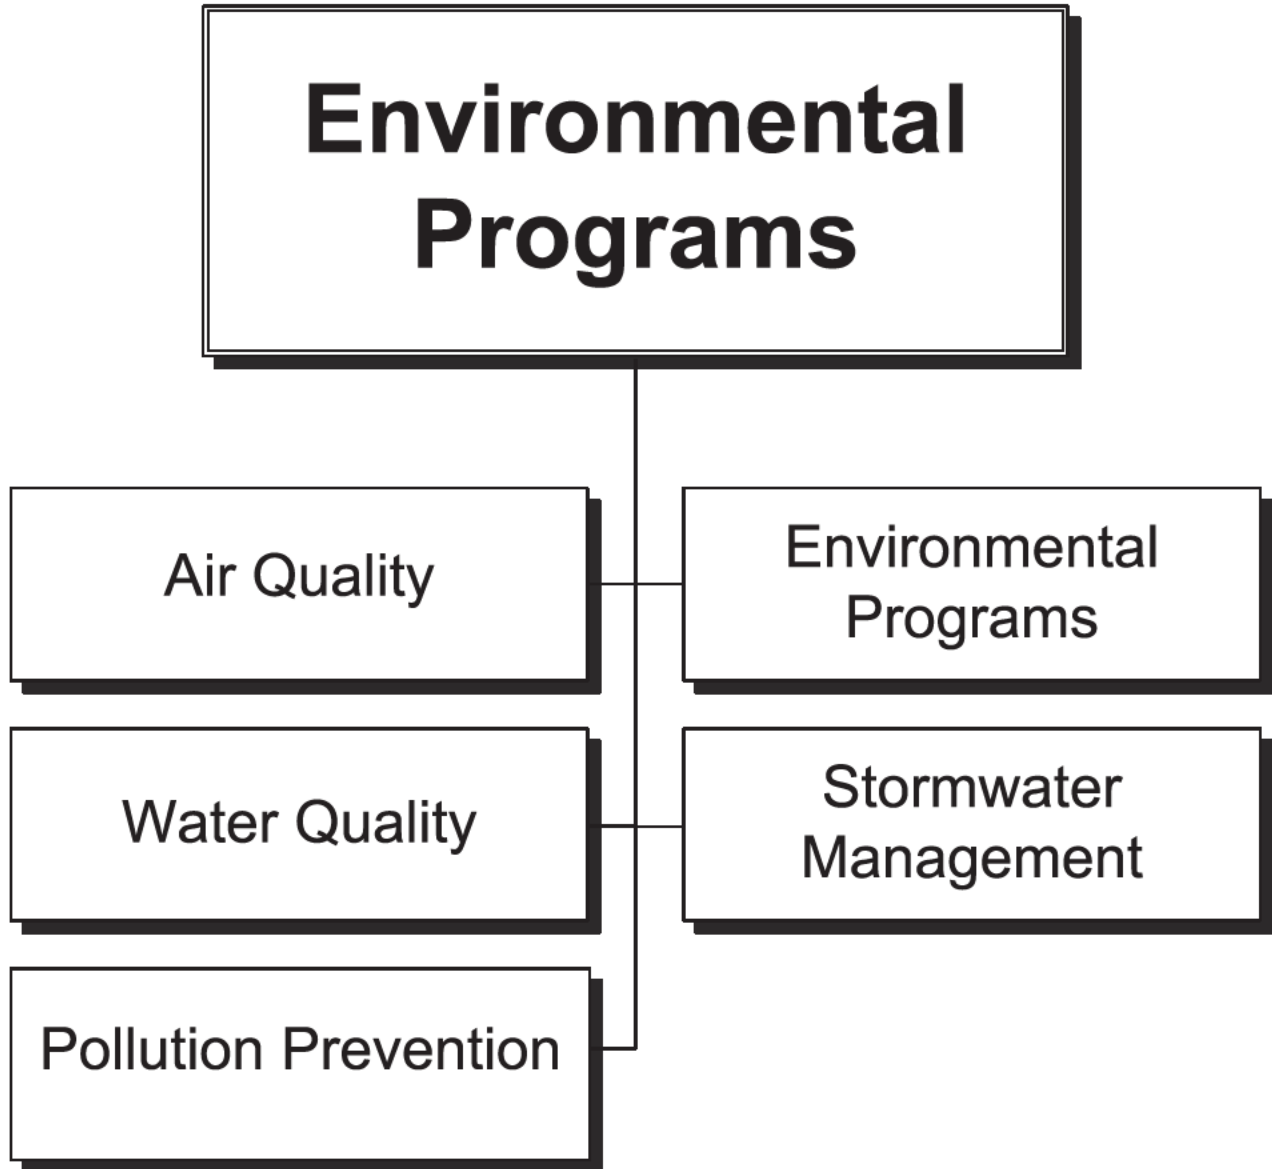 Environmental
Programs
Air Quality
Environmental
Programs
Water Quality
Stormwater
Management
Pollution Prevention